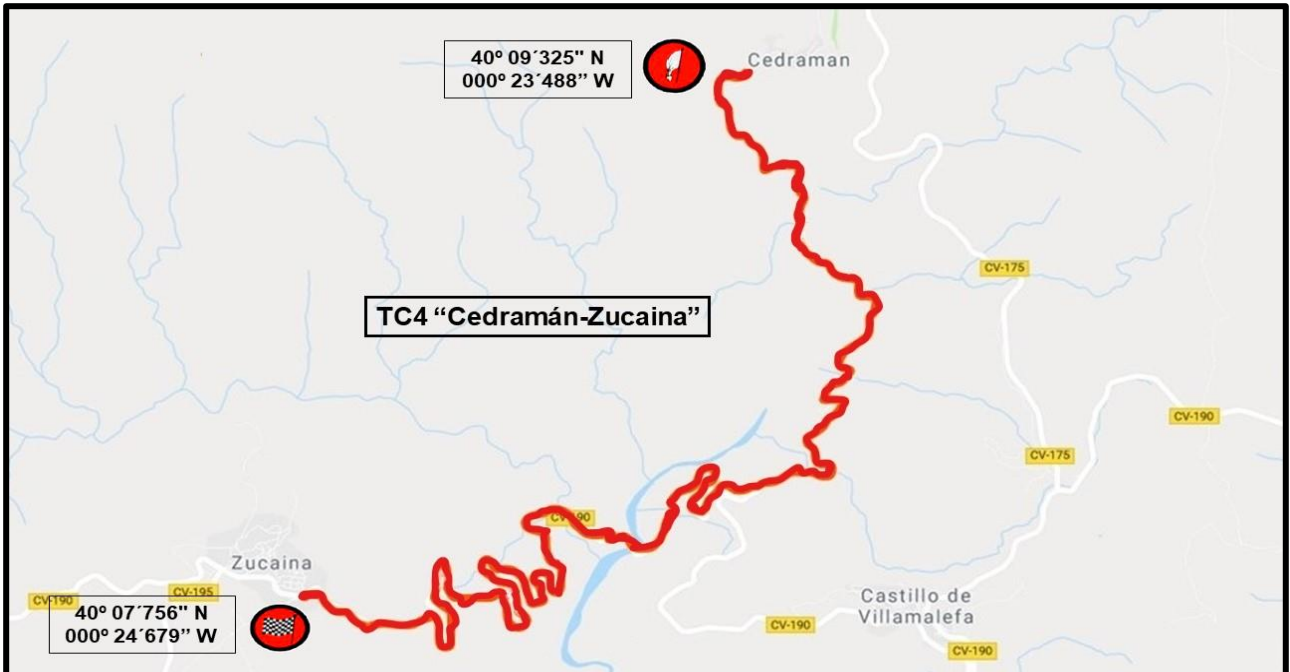 40º 09´325" N
000º 23´488" W
Cedraman
CV-175
TC4 “Cedramán-Zucaina”
CV-190
CV-175
CV-190
Zucaina
CV-190
CV-195
Castillo de
Villamalefa
40º 07´756" N
000º 24´679” W
CV-190
CV-190